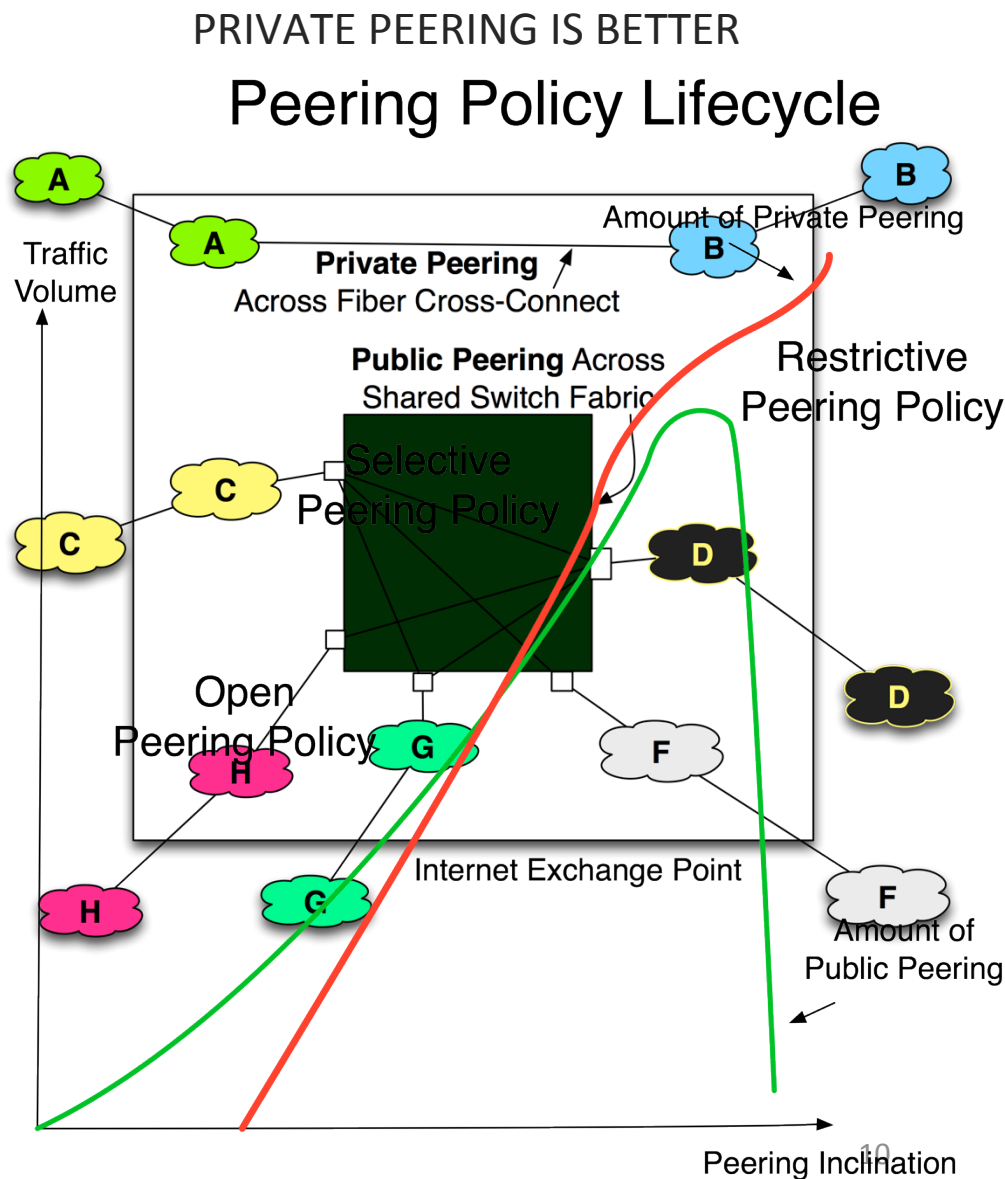 PRIVATE PEERING IS BETTER
Peering Policy Lifecycle
A
B
A
B
Amount of Private Peering
Traffic
Volume
Private Peering
Across Fiber Cross-Connect
Public Peering Across
Shared Switch Fabric
Restrictive
Peering Policy
Selective
Peering Policy
C
C
D
D
Open
Peering Policy
H
G
F
Internet Exchange Point
H
G
F
Amount of
Public Peering
Peering Inclination
10